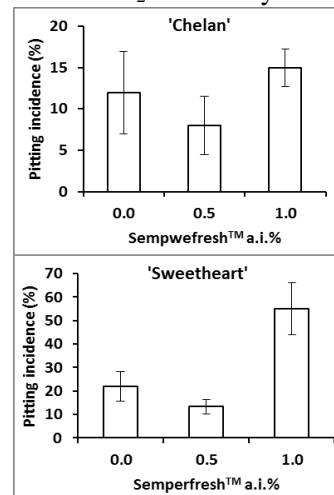 'Chelan'
Pitting incidence (%)
20
15
10
5
0
0.0 0.5 1.0
Sempwefresh™ a.i.%
'Sweetheart'
Pitting incidence (%)
70
60
50
40
30
20
10
0
0.0 0.5 1.0
Semperfresh™ a.i.%